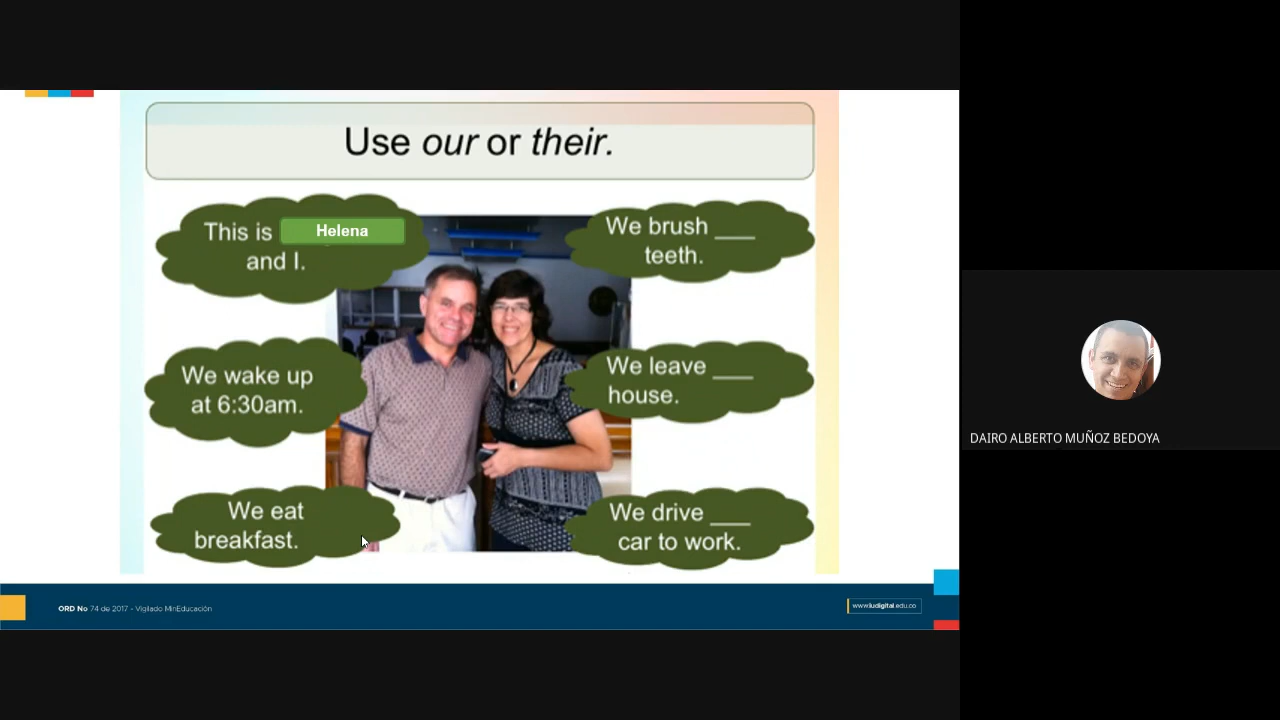 Use our or their.
This is Helena
and I.
We brush ___
teeth.
We wake up
at 6:30am.
We leave ___
house.
We eat
breakfast.
We drive ___
car to work.
DAIRO ALBERTO MUÑOZ BEDOYA
ORD No 74 de 2017 - Vigilado MinEducación
www.iudigital.edu.co